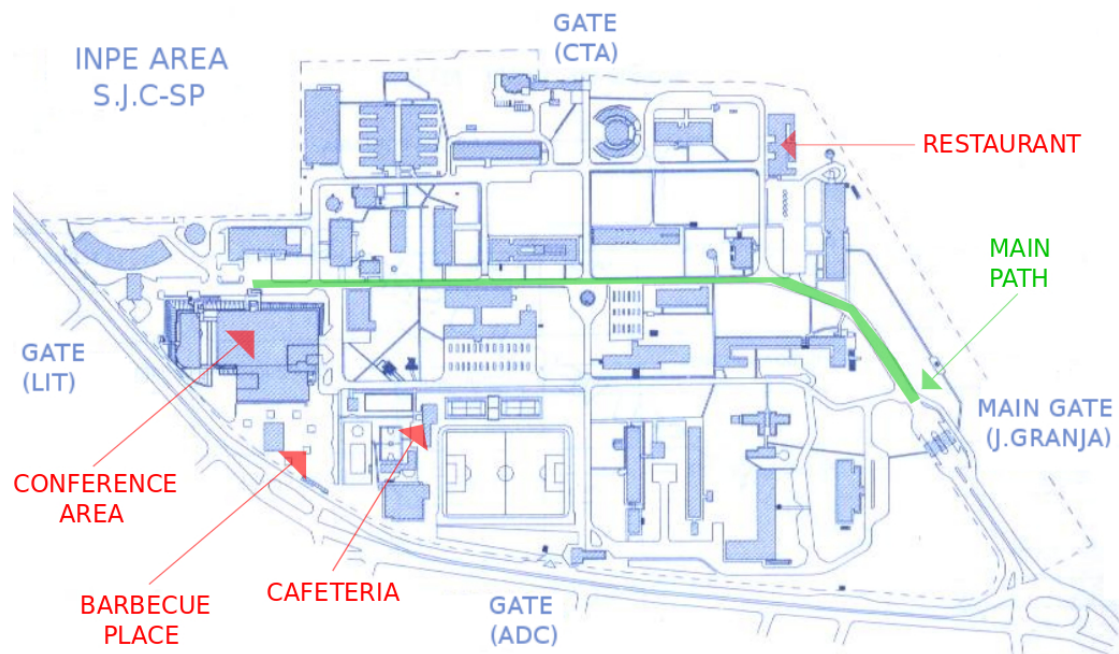 GATE
(CTA)
INPE AREA
S.J.C-SP
RESTAURANT
MAIN
PATH
GATE
(LIT)
MAIN GATE
(J.GRANJA)
CONFERENCE
AREA
CAFETERIA
BARBECUE
PLACE
GATE
(ADC)